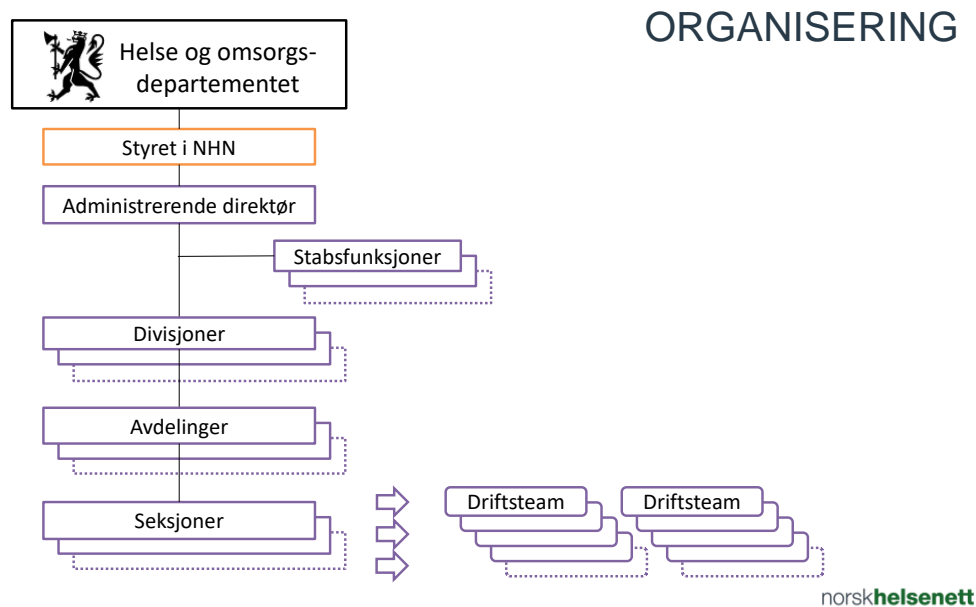 ORGANISERING
Helse og omsorgs-
departementet
Styret i NHN
Administrerende direktør
Stabsfunksjoner
Divisjoner
Avdelinger
Seksjoner
Driftsteam
Driftsteam
norskhelsenett